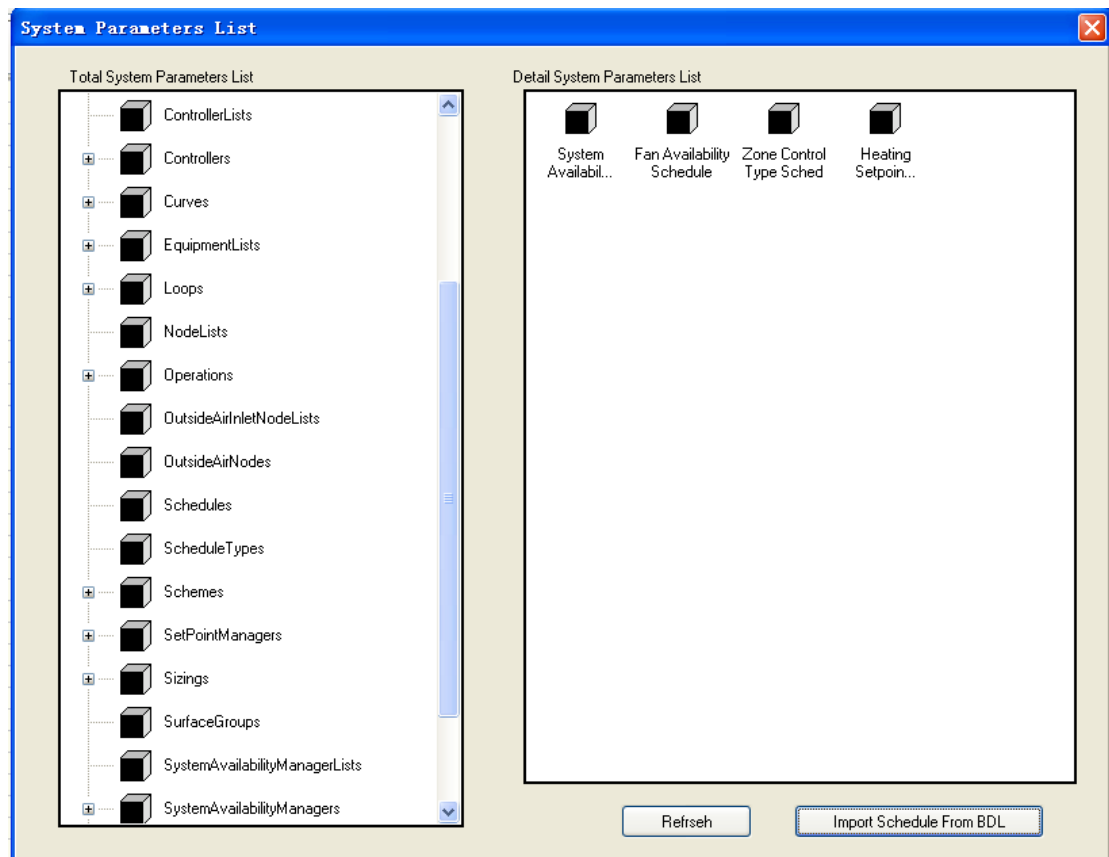 System Parameters List
Total System Parameters List
ControllerLists
Controllers
Curves
EquipmentLists
Loops
NodeLists
Operations
OutsideAirInletNodeLists
OutsideAirNodes
Schedules
ScheduleTypes
Schemes
SetPointManagers
Sizings
SurfaceGroups
SystemAvailabilityManagerLists
SystemAvailabilityManagers
Detail System Parameters List
System
Availabil...
Fan Availability
Schedule
Zone Control
Type Sched
Heating
Setpoin...
Refrseh
Import Schedule From BDL